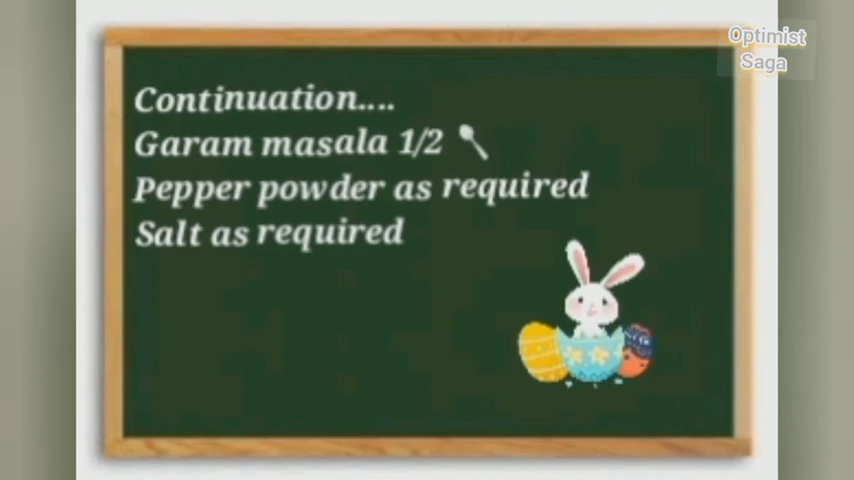 Optimist
Saga
Continuation....
Garam masala 1/2 🥄
Pepper powder as required
Salt as required